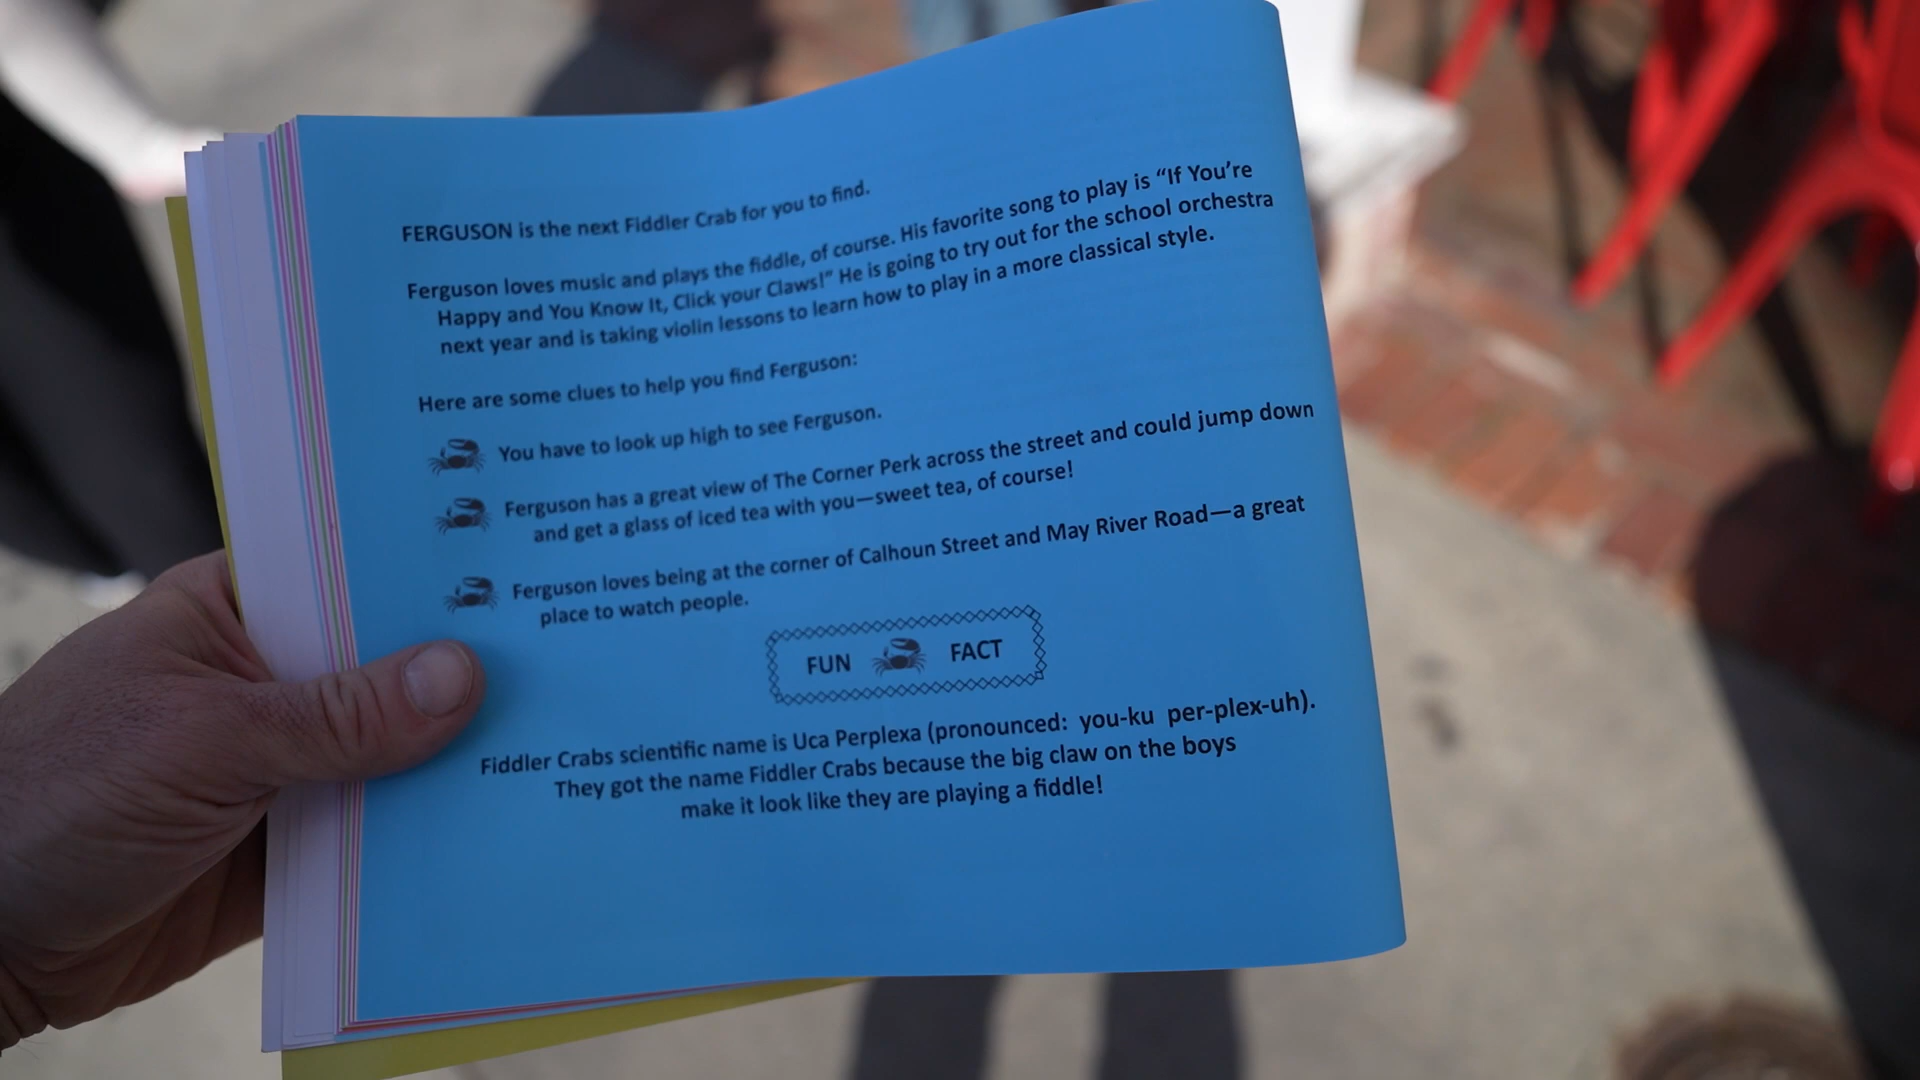 FERGUSON is the next Fiddler Crab for you to find.
Ferguson loves music and plays the fiddle, of course. His favorite song to play is “If You’re
Happy and You Know It, Click your Claws!” He is going to try out for the school orchestra
next year and is taking violin lessons to learn how to play in a more classical style.
Here are some clues to help you find Ferguson:
You have to look up high to see Ferguson.
Ferguson has a great view of The Corner Perk across the street and could jump down
and get a glass of iced tea with you—sweet tea, of course!
Ferguson loves being at the corner of Calhoun Street and May River Road—a great
place to watch people.
FUN FACT
Fiddler Crabs scientific name is Uca Perplexa (pronounced: you-ku per-plex-uh).
They got the name Fiddler Crabs because the big claw on the boys
make it look like they are playing a fiddle!